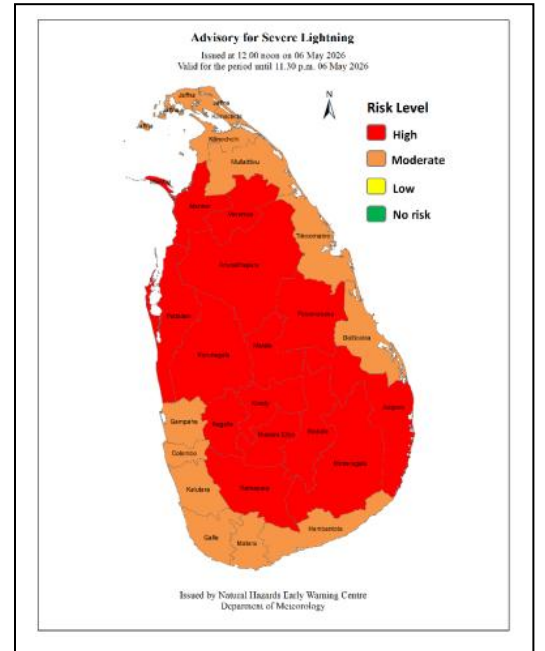 Advisory for Severe Lightning
Issued at 12.00 noon on 06 May 2026
Valid for the period until 11.30 p.m. 06 May 2026
N
Risk Level
High
Moderate
Low
No risk
Jaffna
Jaffna
Jaffna
Kilinochchi
Mullaitivu
Mannar
Vavuniya
Trincomalee
Anuradhapura
Polonnaruwa
Puttalam
Batticaloa
Kurunegala
Matale
Ampara
Gampaha
Kandy
Kegalle
Nuwara Eliya
Badulla
Colombo
Monaragala
Kalutara
Ratnapura
Hambantota
Galle
Matara
Issued by Natural Hazards Early Warning Centre
Department of Meteorology